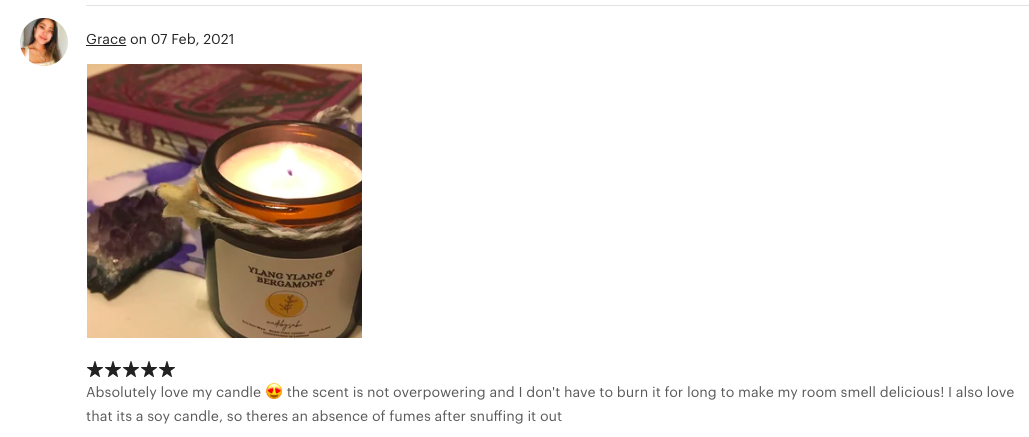 Grace on 07 Feb, 2021
YLANG YLANG &
BERGAMONT
Absolutely love my candle 😍 the scent is not overpowering and I don't have to burn it for long to make my room smell delicious! I also love
that its a soy candle, so theres an absence of fumes after snuffing it out